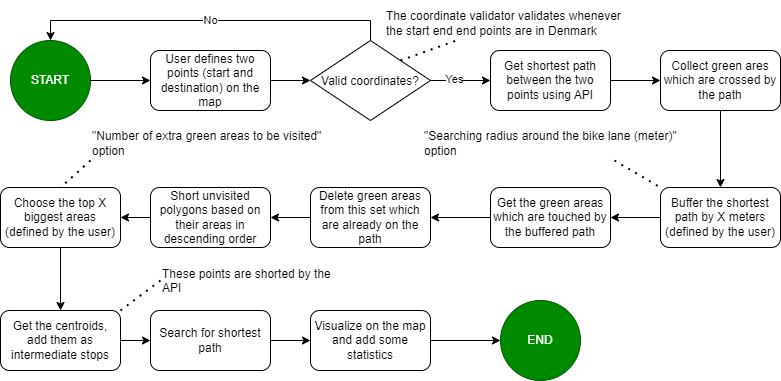 No
The coordinate validator validates whenever
the start end end points are in Denmark
START
User defines two
points (start and
destination) on the
map
Valid coordinates?
Yes
Get shortest path
between the two
points using API
Collect green ares
which are crossed by
the path
"Number of extra green areas to be visited"
option
"Searching radius around the bike lane (meter)"
option
Choose the top X
biggest areas
(defined by the user)
Short unvisited
polygons based on
their areas in
descending order
Delete green areas
from this set which
are already on the
path
Get the green areas
which are touched by
the buffered path
Buffer the shortest
path by X meters
(defined by the user)
These points are shorted by the
API
Get the centroids,
add them as
intermediate stops
Search for shortest
path
Visualize on the map
and add some
statistics
END